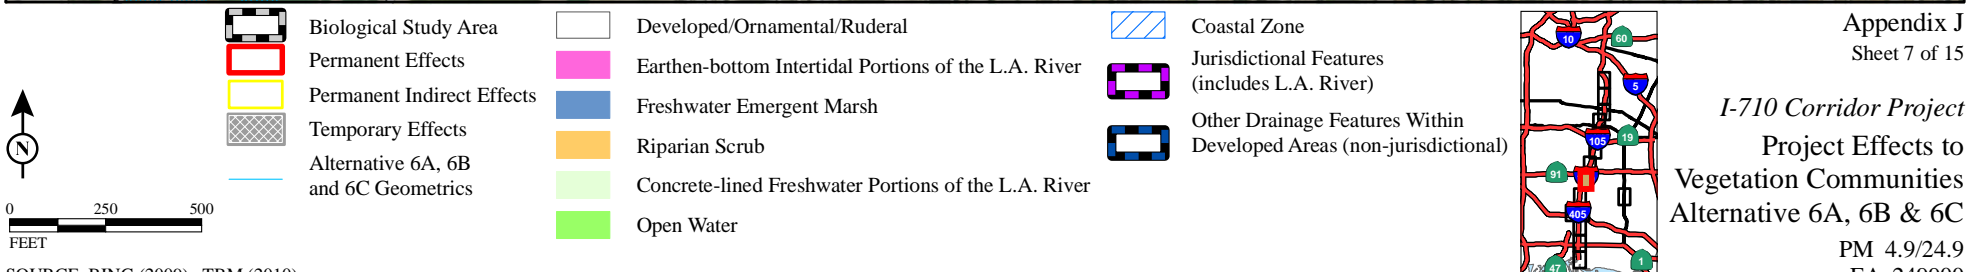 Biological Study Area
Permanent Effects
Permanent Indirect Effects
Temporary Effects
Alternative 6A, 6B
and 6C Geometrics
N
0 250 500
FEET
Developed/Ornamental/Ruderal
Earthen-bottom Intertidal Portions of the L.A. River
Freshwater Emergent Marsh
Riparian Scrub
Concrete-lined Freshwater Portions of the L.A. River
Open Water
Coastal Zone
Jurisdictional Features
(includes L.A. River)
Other Drainage Features Within
Developed Areas (non-jurisdictional)
10
60
5
105
19
91
405
47
1
Appendix J
Sheet 7 of 15
I-710 Corridor Project
Project Effects to
Vegetation Communities
Alternative 6A, 6B & 6C
PM 4.9/24.9